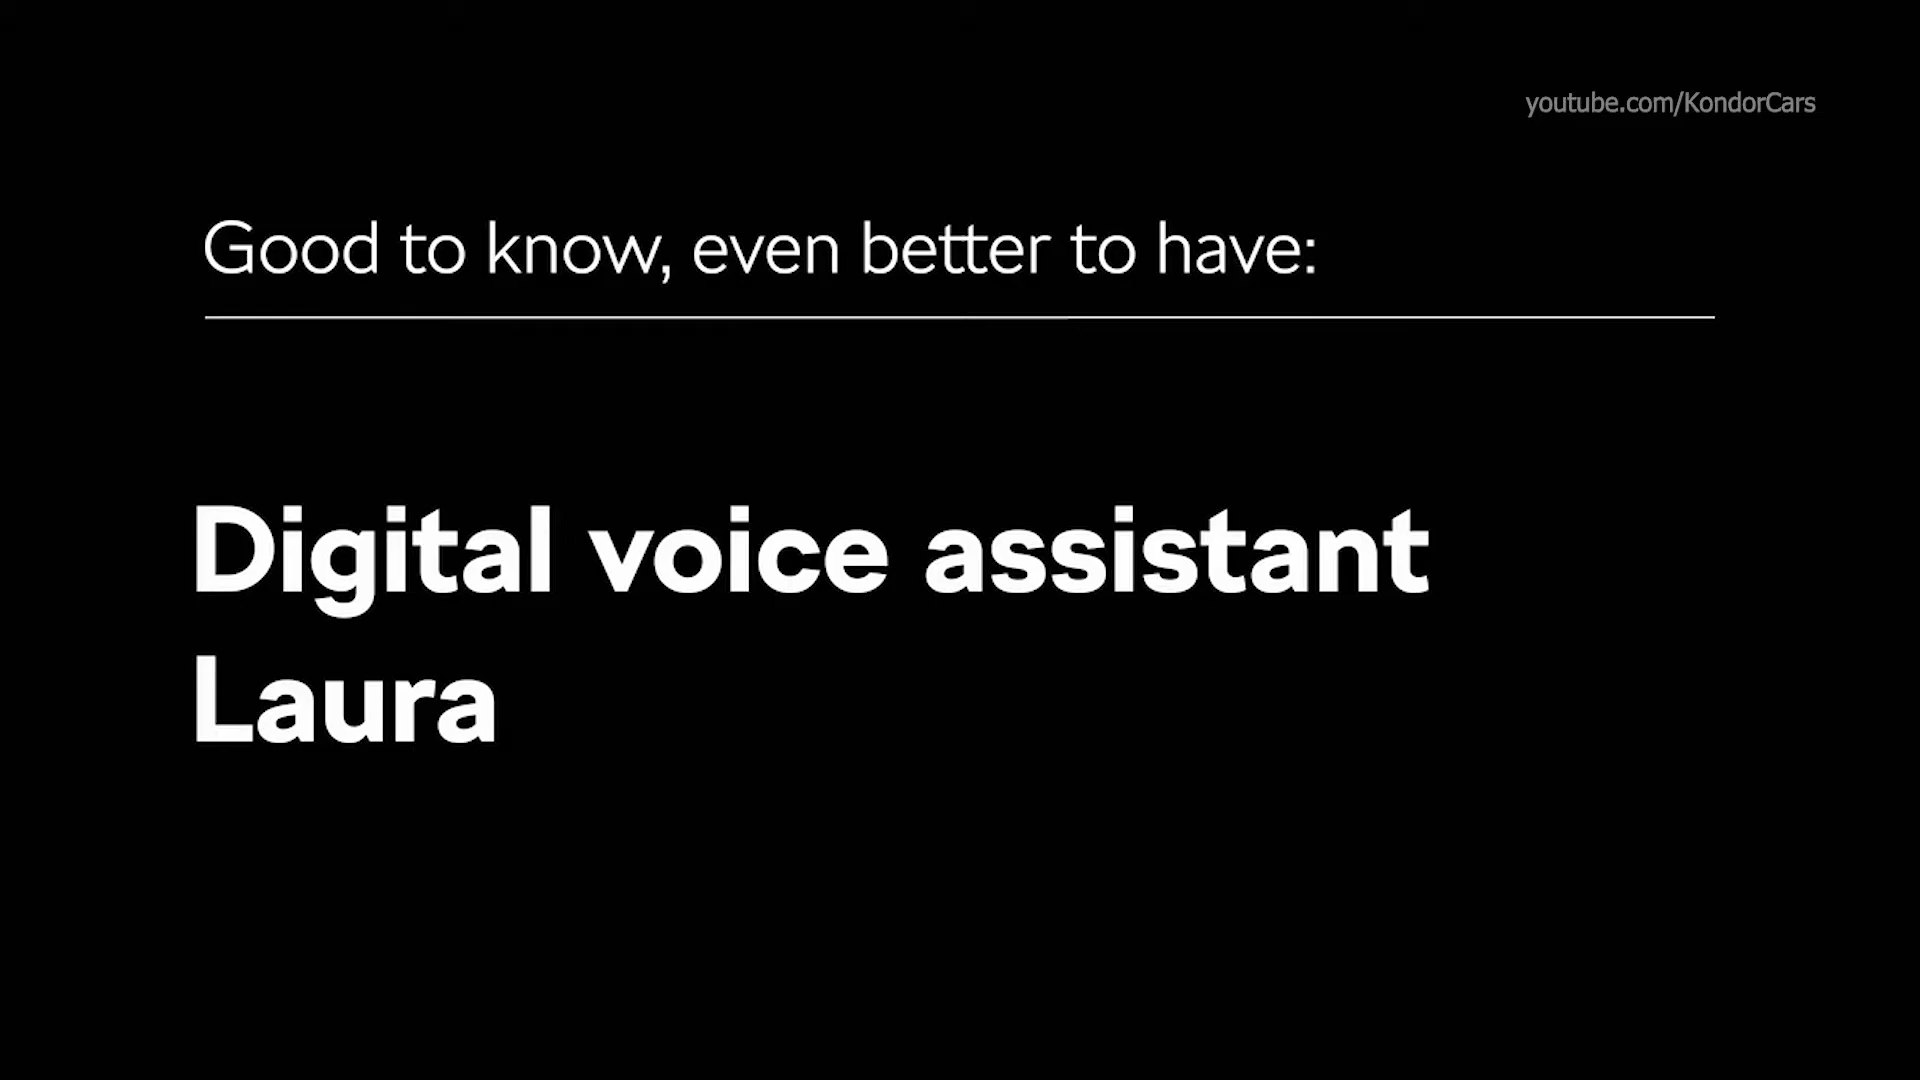 youtube.com/KondorCars
Good to know, even better to have:
Digital voice assistant
Laura